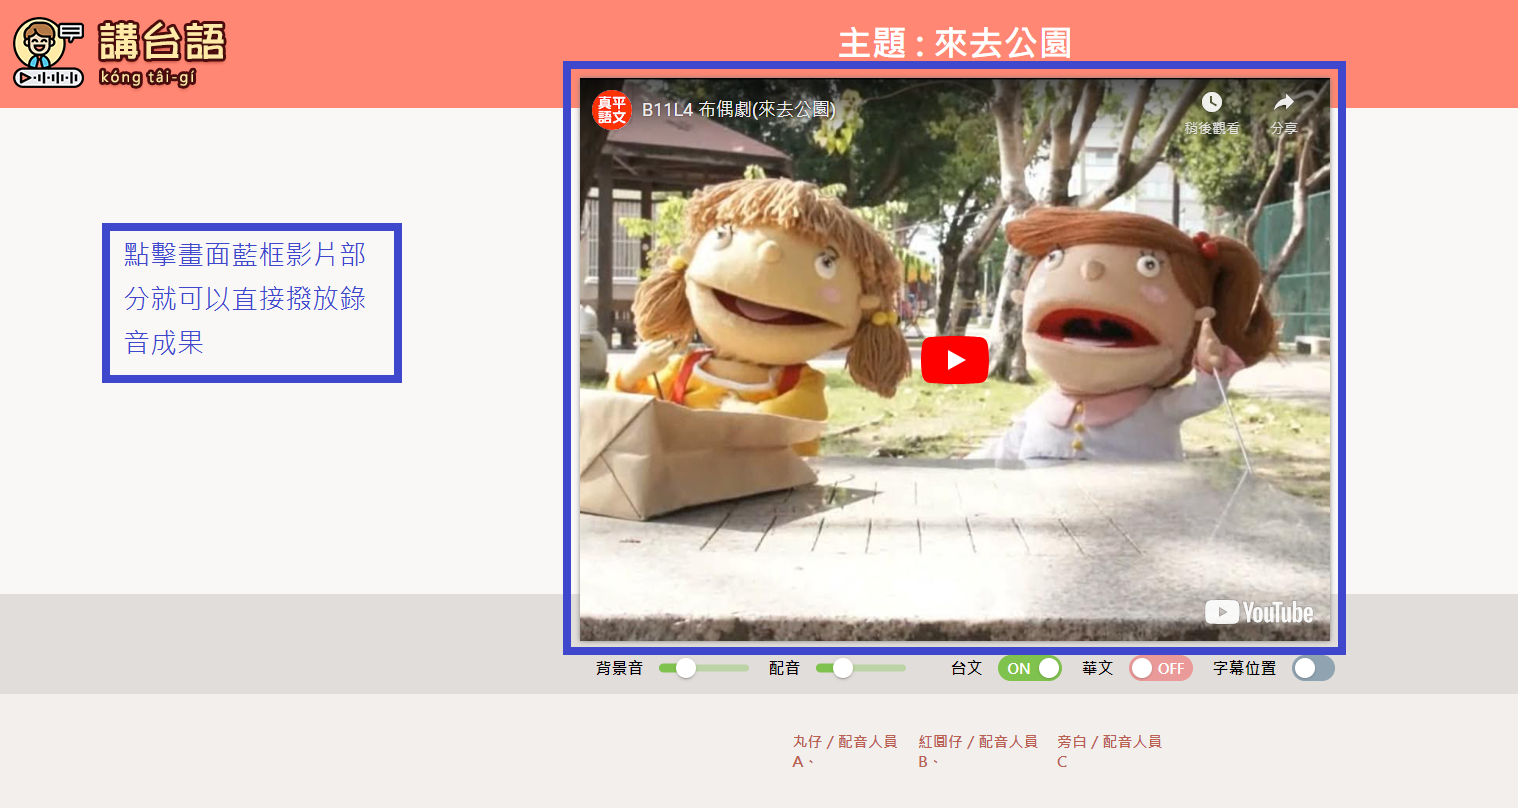 講台語
kóng tâi-gí
主題 : 來去公園
真平
語文
B11L4 布偶劇(來去公園)
稍後觀看
分享
點擊畫面藍框影片部
分就可以直接撥放錄
音成果
YouTube
背景音
配音
台文 ON
華文 OFF
字幕位置
丸仔 / 配音人員
A、
紅圓仔 / 配音人員
B、
旁白 / 配音人員
C